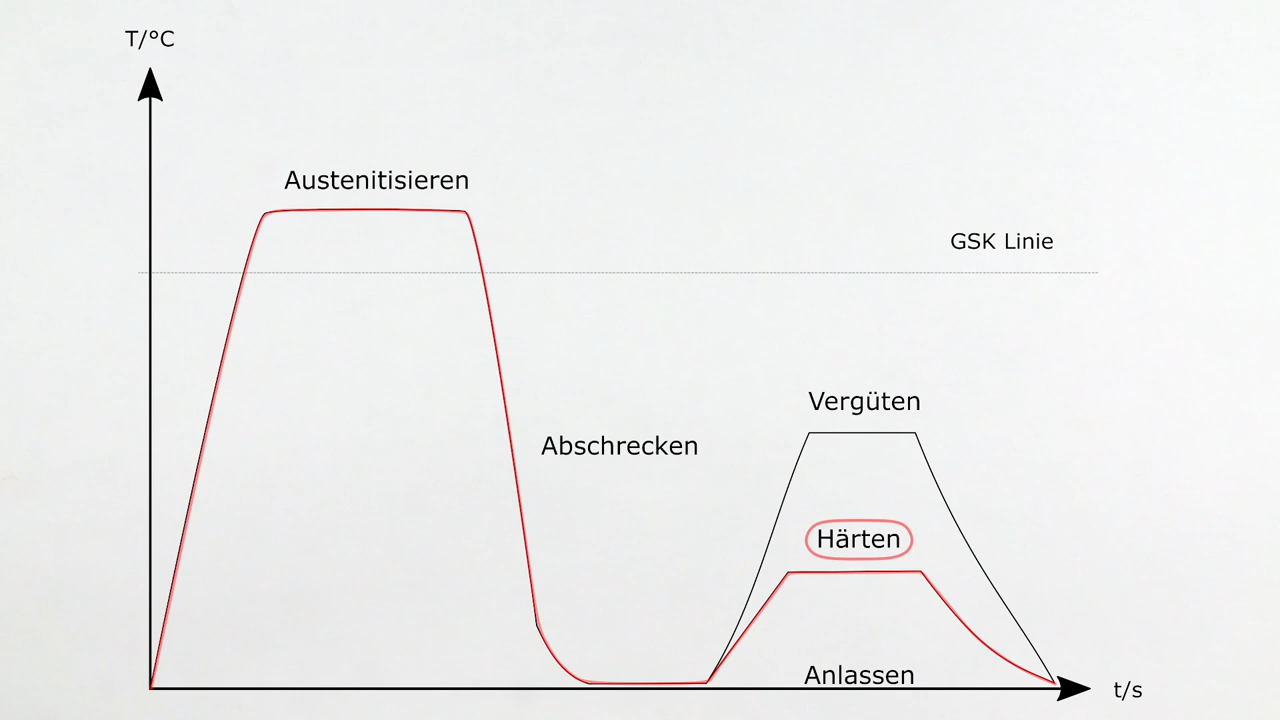 T/°C
Austenitisieren
GSK Linie
Vergüten
Abschrecken
Härten
Anlassen
t/s